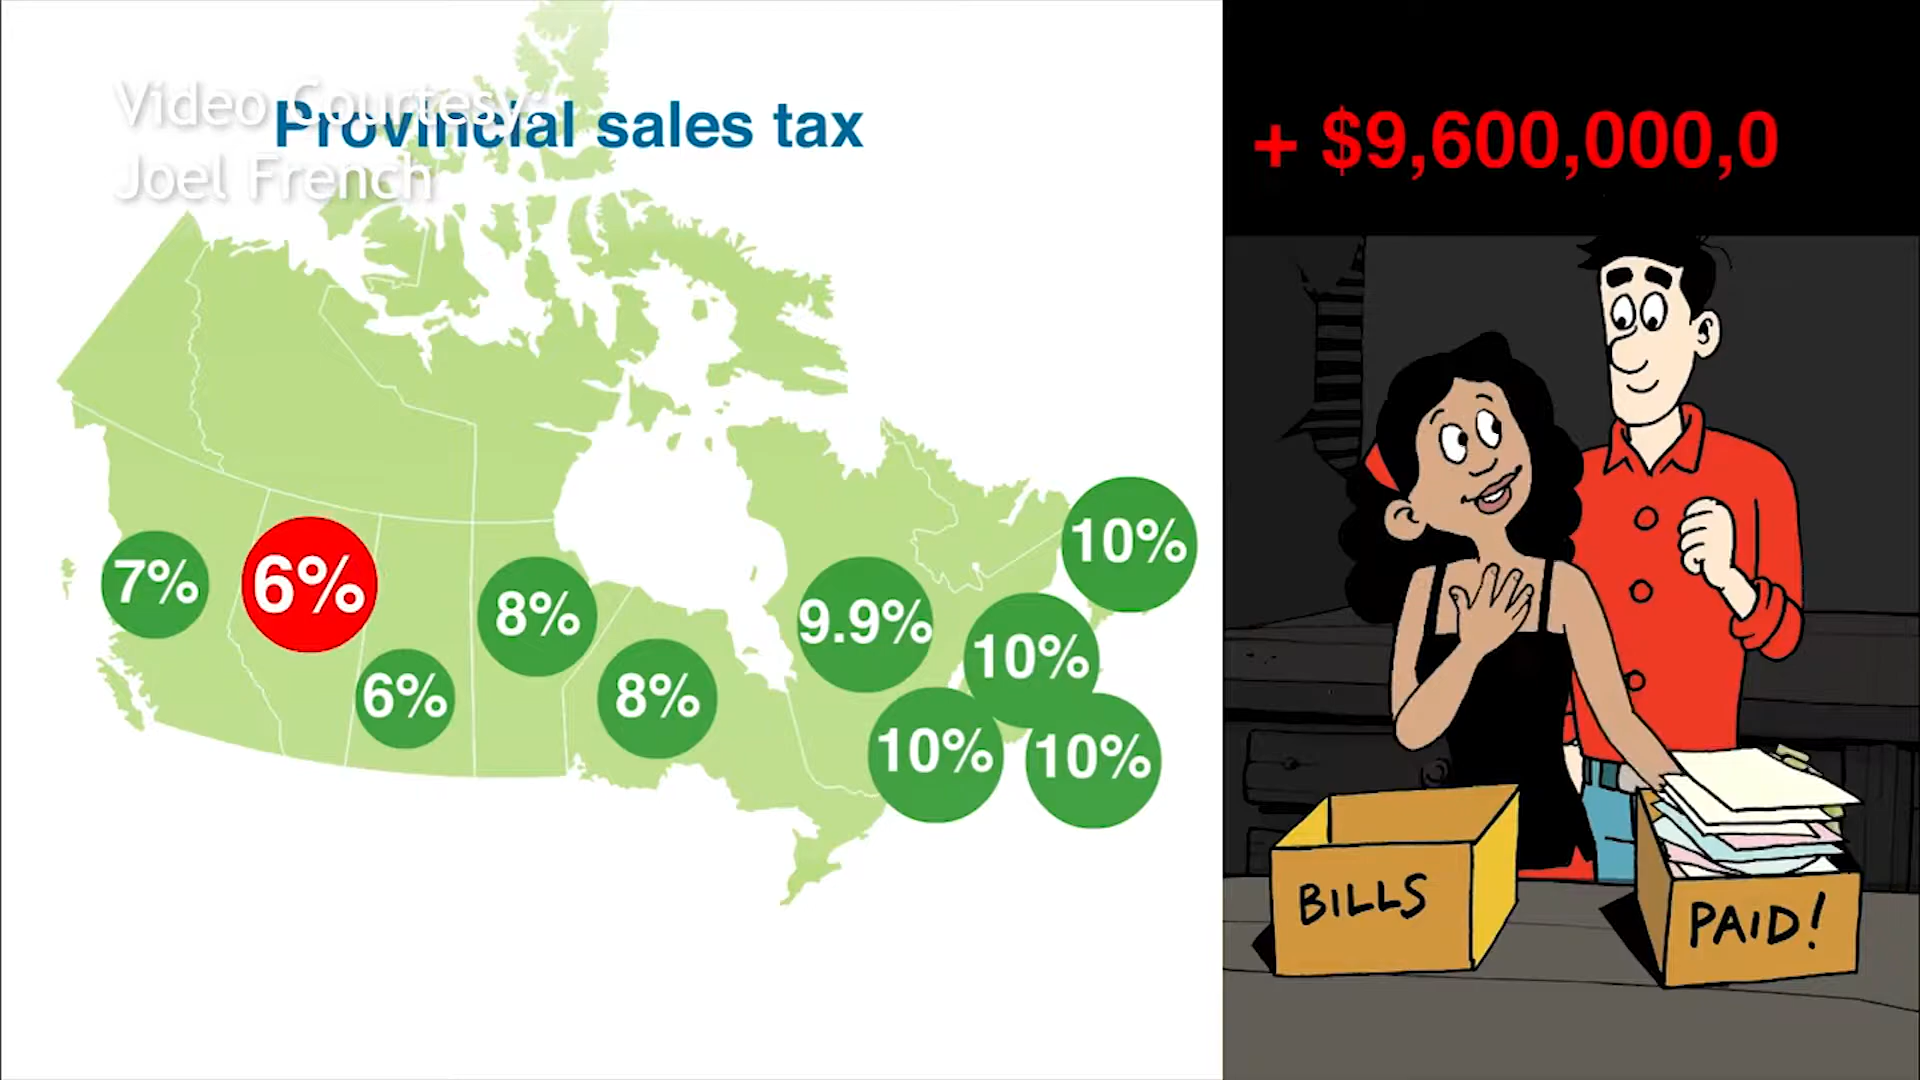 Video Courtesy:
Joel French
Provincial sales tax
+ $9,600,000,0
7%
6%
6%
8%
8%
9.9%
10%
10%
10%
10%
BILLS
PAID!